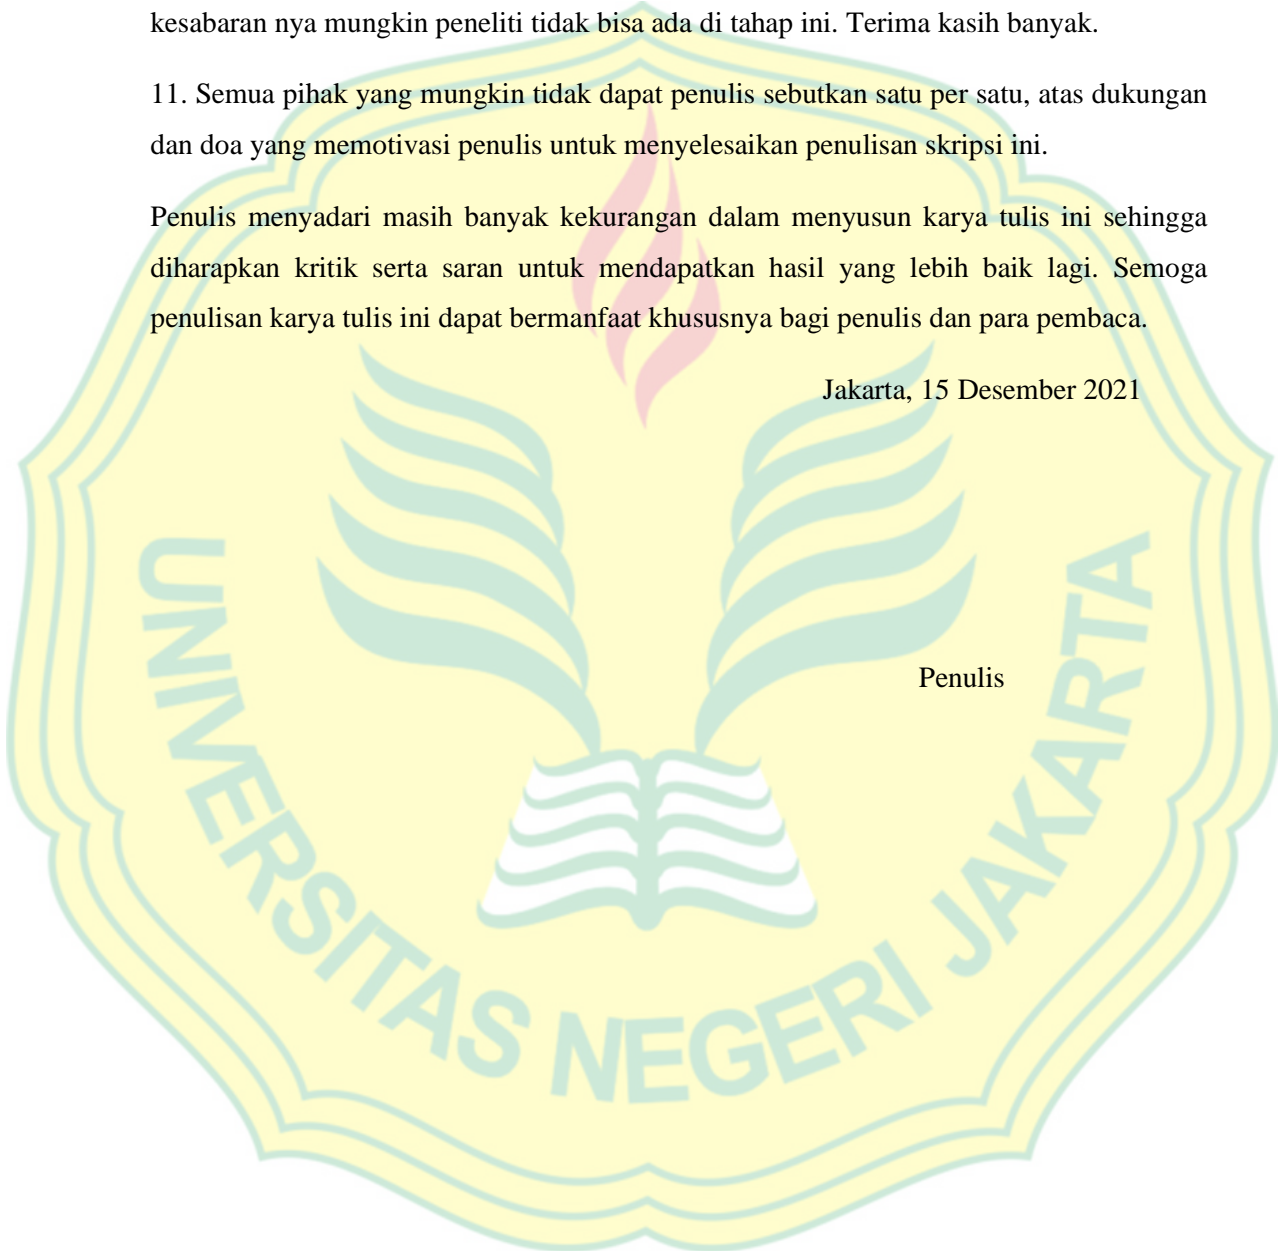 kesabaran nya mungkin peneliti tidak bisa ada di tahap ini. Terima kasih banyak.
11. Semua pihak yang mungkin tidak dapat penulis sebutkan satu per satu, atas dukungan
dan doa yang memotivasi penulis untuk menyelesaikan penulisan skripsi ini.
Penulis menyadari masih banyak kekurangan dalam menyusun karya tulis ini sehingga
diharapkan kritik serta saran untuk mendapatkan hasil yang lebih baik lagi. Semoga
penulisan karya tulis ini dapat bermanfaat khususnya bagi penulis dan para pembaca.
Jakarta, 15 Desember 2021
Penulis
UNIVERSITAS NEGERI JAKARTA